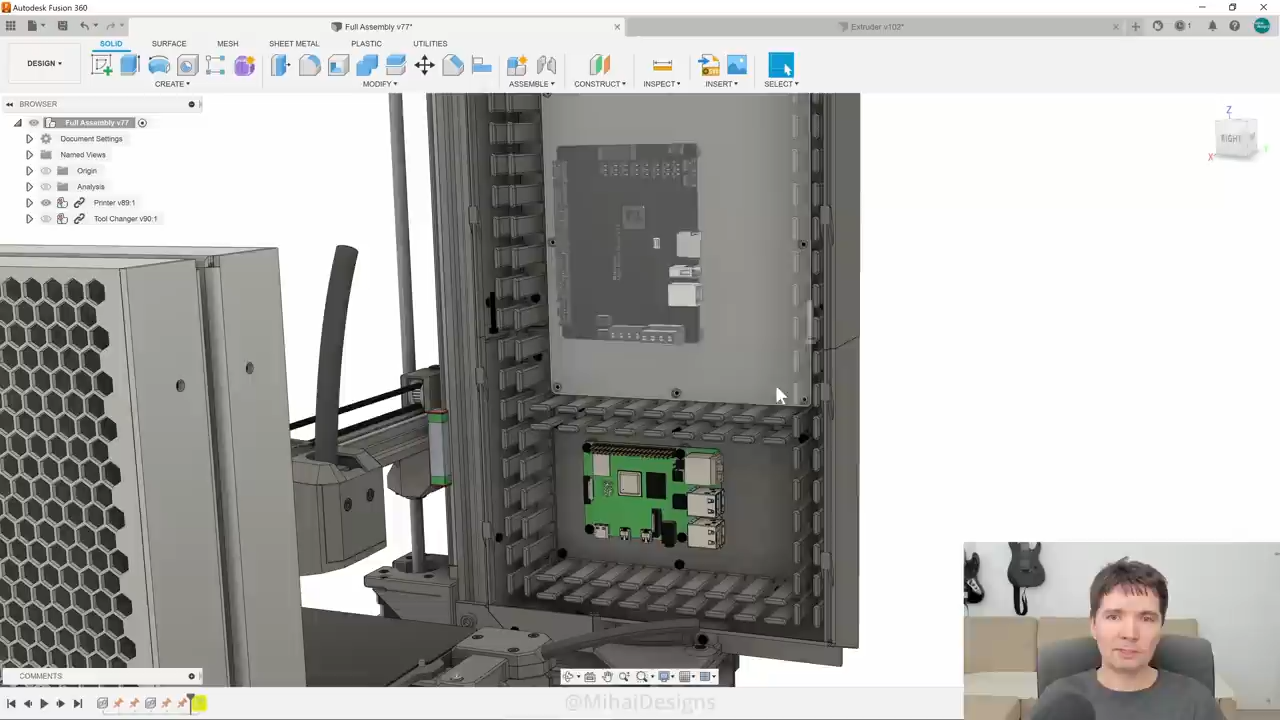 Autodesk Fusion 360
Full Assembly v77*
Extruder v103*
1
DESIGN
SOLID
SURFACE
MESH
SHEET METAL
PLASTIC
UTILITIES
CREATE
MODIFY
ASSEMBLE
CONSTRUCT
INSPECT
INSERT
SELECT
BROWSER
Full Assembly v77
Document Settings
Named Views
Origin
Analysis
Printer v89:1
Tool Changer v90:1
Z
RIGHT
X
Y
COMMENTS
@MihaiDesigns